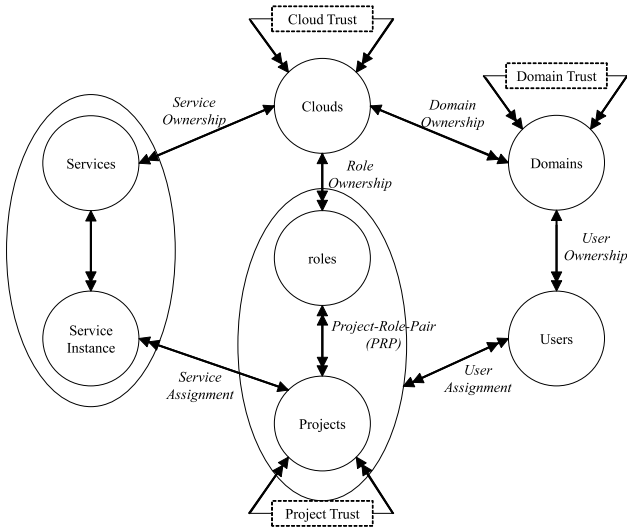 Cloud Trust
Clouds
Domain Trust
Domains
Service
Ownership
Domain
Ownership
Services
Role
Ownership
roles
User
Ownership
Project-Role-Pair
(PRP)
Service
Instance
Users
Service
Assignment
User
Assignment
Projects
Project Trust